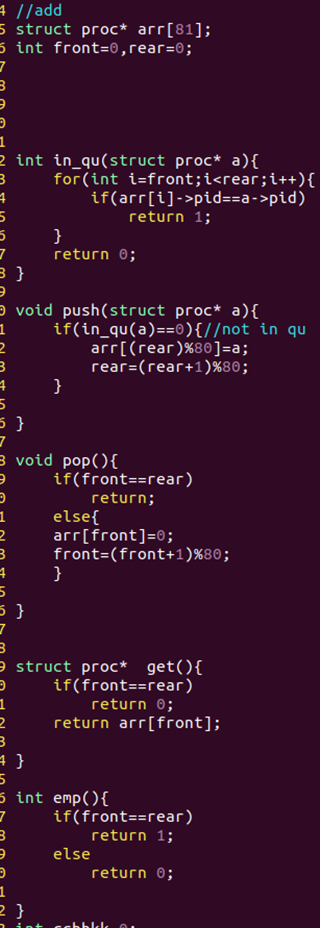 4 //add
5 struct proc* arr[81];
6 int front=0,rear=0;
7
8
9
0
1
2 int in_qu(struct proc* a){
3     for(int i=front;i<rear;i++){
4         if(arr[i]->pid==a->pid)
5             return 1;
6     }
7     return 0;
8 }
9
0 void push(struct proc* a){
1     if(in_qu(a)==0){//not in qu
2         arr[(rear)%80]=a;
3         rear=(rear+1)%80;
4     }
5
6 }
7
8 void pop(){
9     if(front==rear)
0         return;
1     else{
2     arr[front]=0;
3     front=(front+1)%80;
4     }
5
6 }
7
8
9 struct proc*  get(){
0     if(front==rear)
1         return 0;
2     return arr[front];
3
4 }
5
6 int emp(){
7     if(front==rear)
8         return 1;
9     else
0         return 0;
1
2 }